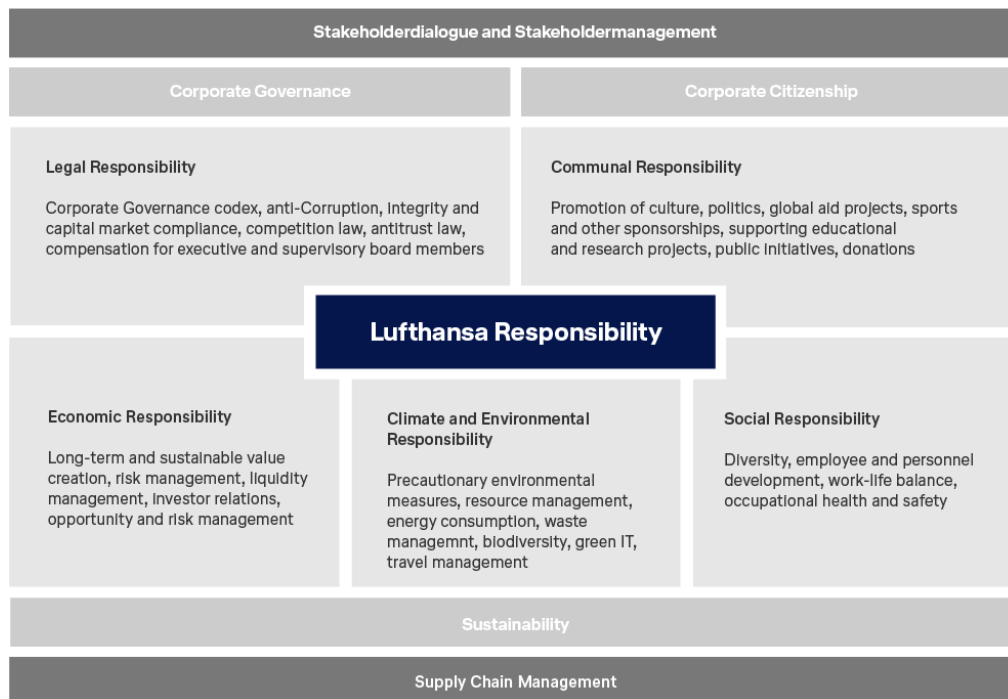 Stakeholderdialogue and Stakeholdermanagement
Corporate Governance
Corporate Citizenship
Legal Responsibility
Corporate Governance codex, anti-Corruption, integrity and
capital market compliance, competition law, antitrust law,
compensation for executive and supervisory board members
Communal Responsibility
Promotion of culture, politics, global aid projects, sports
and other sponsorships, supporting educational
and research projects, public initiatives, donations
Lufthansa Responsibility
Economic Responsibility
Long-term and sustainable value
creation, risk management, liquidity
management, investor relations,
opportunity and risk management
Climate and Environmental
Responsibility
Precautionary environmental
measures, resource management,
energy consumption, waste
managemnt, biodiversity, green IT,
travel management
Social Responsibility
Diversity, employee and personnel
development, work-life balance,
occupational health and safety
Sustainability
Supply Chain Management